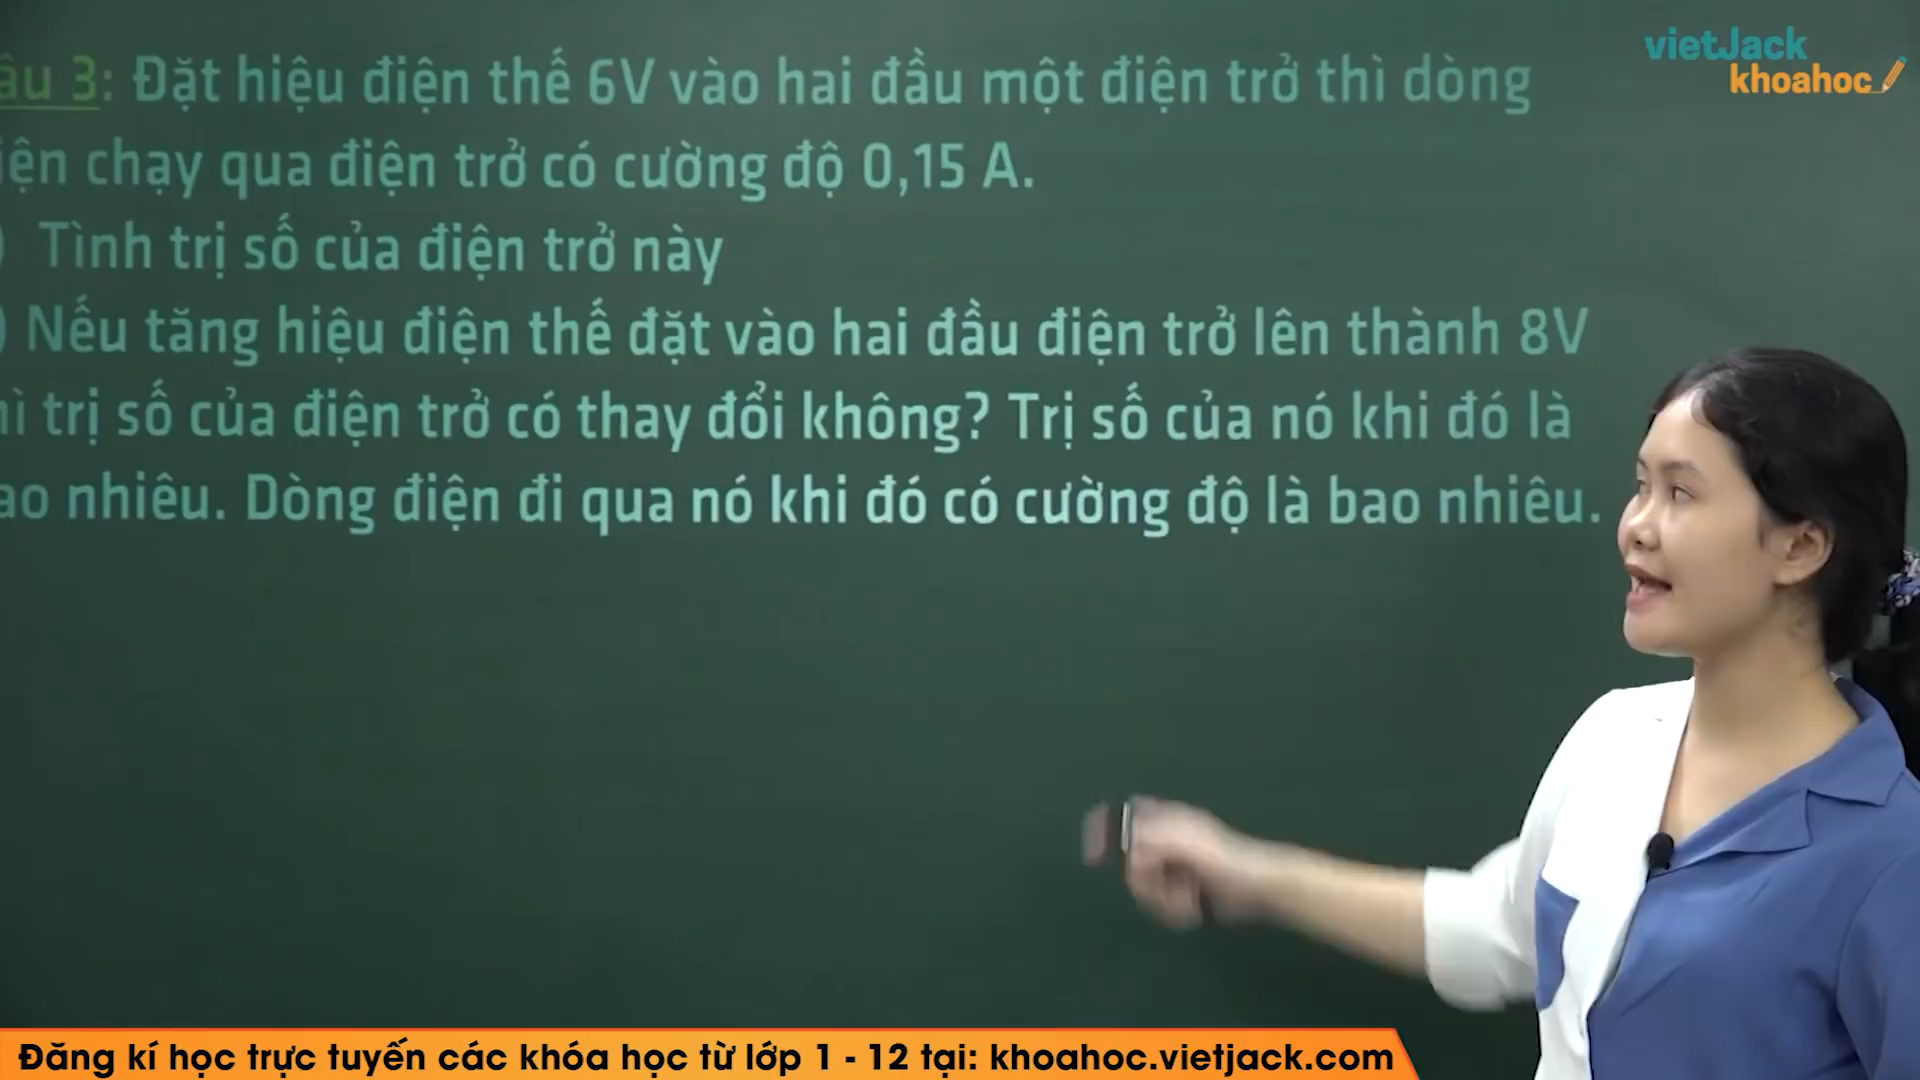 vietJack
khoahoc
âu 3: Đặt hiệu điện thế 6V vào hai đầu một điện trở thì dòng
iện chạy qua điện trở có cường độ 0,15 A.
) Tình trị số của điện trở này
) Nếu tăng hiệu điện thế đặt vào hai đầu điện trở lên thành 8V
hì trị số của điện trở có thay đổi không? Trị số của nó khi đó là
ao nhiêu. Dòng điện đi qua nó khi đó có cường độ là bao nhiêu.
Đăng kí học trực tuyến các khóa học từ lớp 1 - 12 tại: khoahoc.vietjack.com